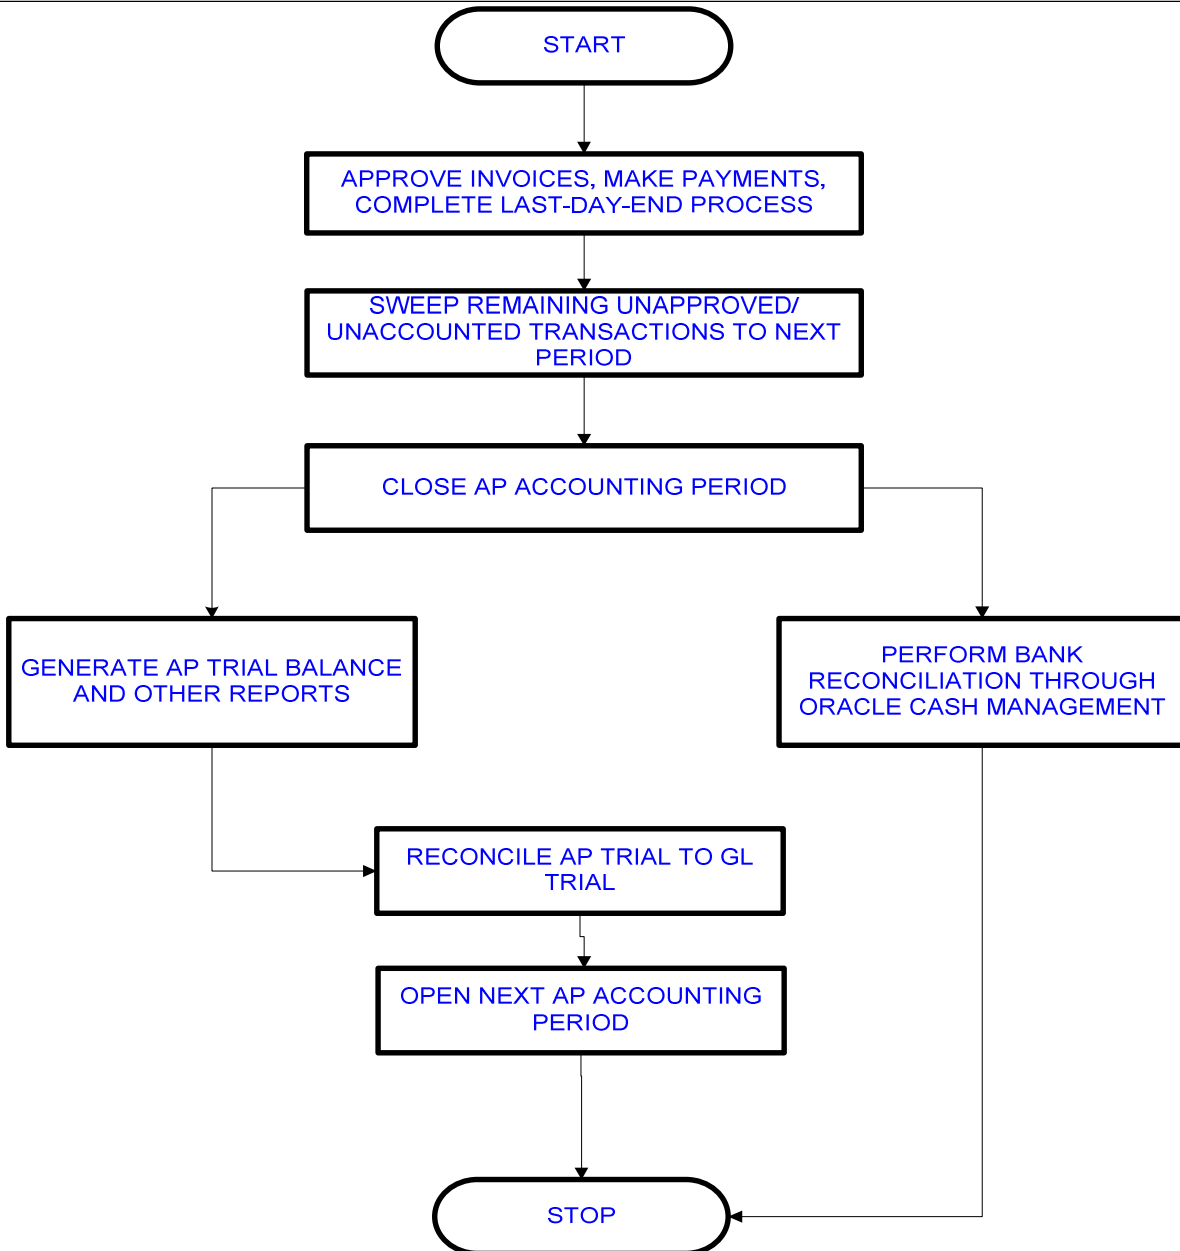 START
APPROVE INVOICES, MAKE PAYMENTS,
COMPLETE LAST-DAY-END PROCESS
SWEEP REMAINING UNAPPROVED/
UNACCOUNTED TRANSACTIONS TO NEXT
PERIOD
CLOSE AP ACCOUNTING PERIOD
GENERATE AP TRIAL BALANCE
AND OTHER REPORTS
PERFORM BANK
RECONCILIATION THROUGH
ORACLE CASH MANAGEMENT
RECONCILE AP TRIAL TO GL
TRIAL
OPEN NEXT AP ACCOUNTING
PERIOD
STOP